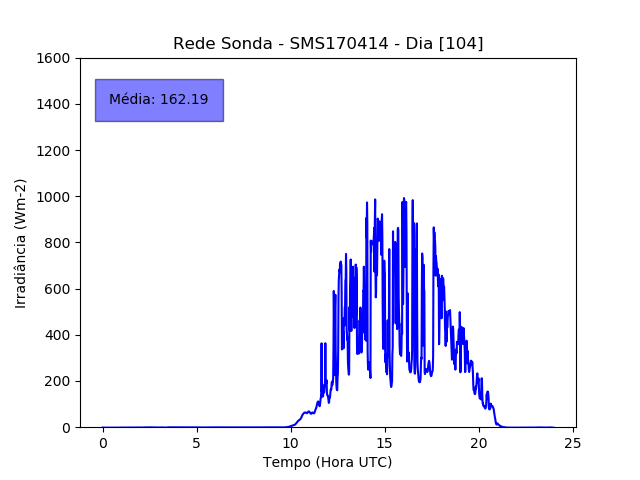 Rede Sonda - SMS170414 - Dia [104]
1600
Média: 162.19
1400
1200
1000
800
600
400
200
0
Irradiância (Wm-2)
0 5 10 15 20 25
Tempo (Hora UTC)